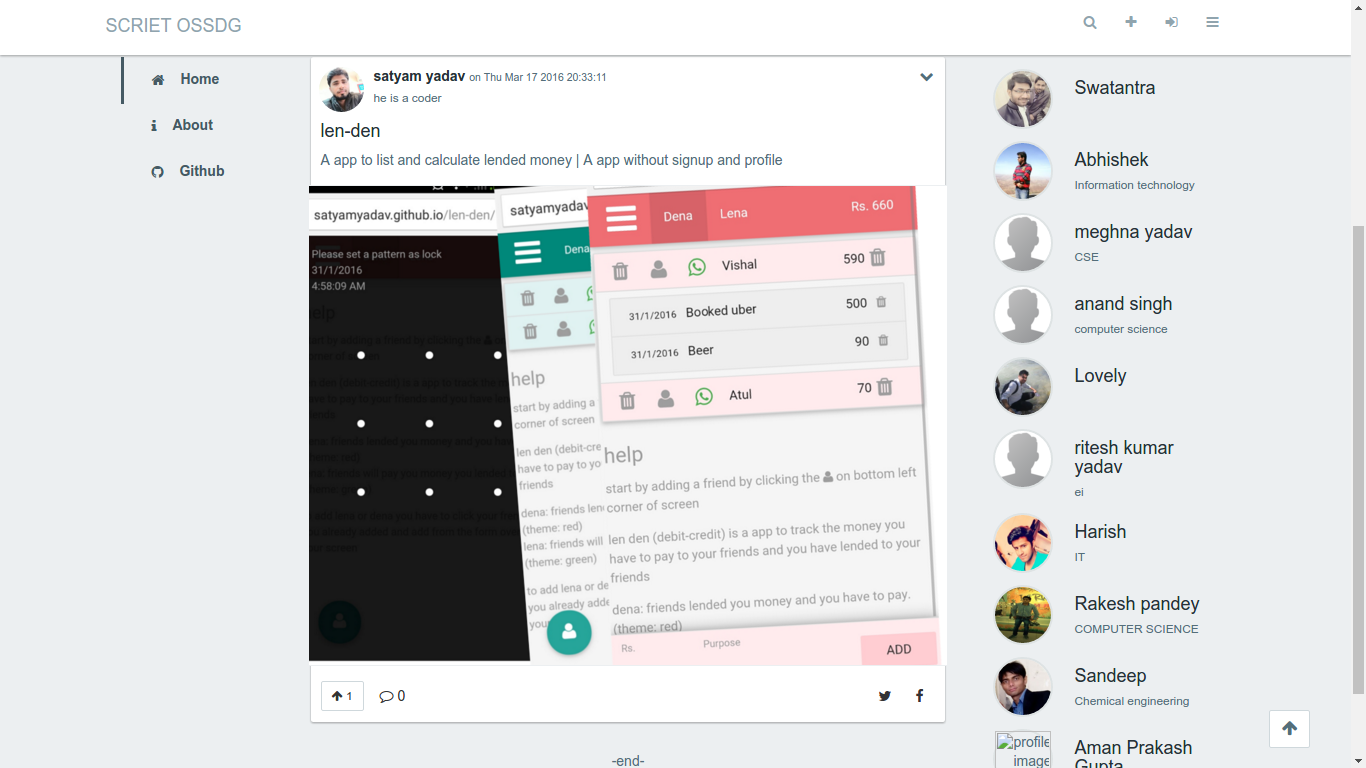 SCRIET OSSDG
Home
About
Github
satyam yadav on Thu Mar 17 2016 20:33:11
he is a coder
len-den
A app to list and calculate lended money | A app without signup and profile
satyamyadav.github.io/len-den/
Please set a pattern as lock
31/1/2016
4:58:09 AM
satyamyadav
Dena
help
start by adding a
corner of screen
len den (debit-cre
have to pay to yo
friends
dena: friends len
(theme: red)
lena: friends will
(theme: green)
to add lena or de
you already adde
your
Dena Lena Rs. 660
Vishal 590
31/1/2016 Booked uber 500
31/1/2016 Beer 90
Atul 70
help
start by adding a friend by clicking the on bottom left
corner of screen
len den (debit-credit) is a app to track the money you
have to pay to your friends and you have lended to your
friends
dena: friends lended you money and you have to pay.
(theme: red)
Rs. Purpose ADD
1
0
-end-
Swatantra
Abhishek
Information technology
meghna yadav
CSE
anand singh
computer science
Lovely
ritesh kumar
yadav
ei
Harish
IT
Rakesh pandey
COMPUTER SCIENCE
Sandeep
Chemical engineering
profile
image
Aman Prakash
Gupta